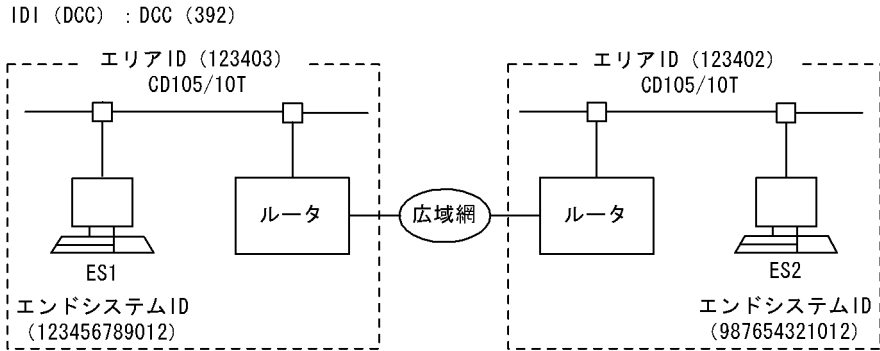 IDI (DCC) : DCC (392)
エリアID (123403)
CD105/10T
エリアID (123402)
CD105/10T
ルータ
広域網
ルータ
ES1
ES2
エンドシステムID
(123456789012)
エンドシステムID
(987654321012)